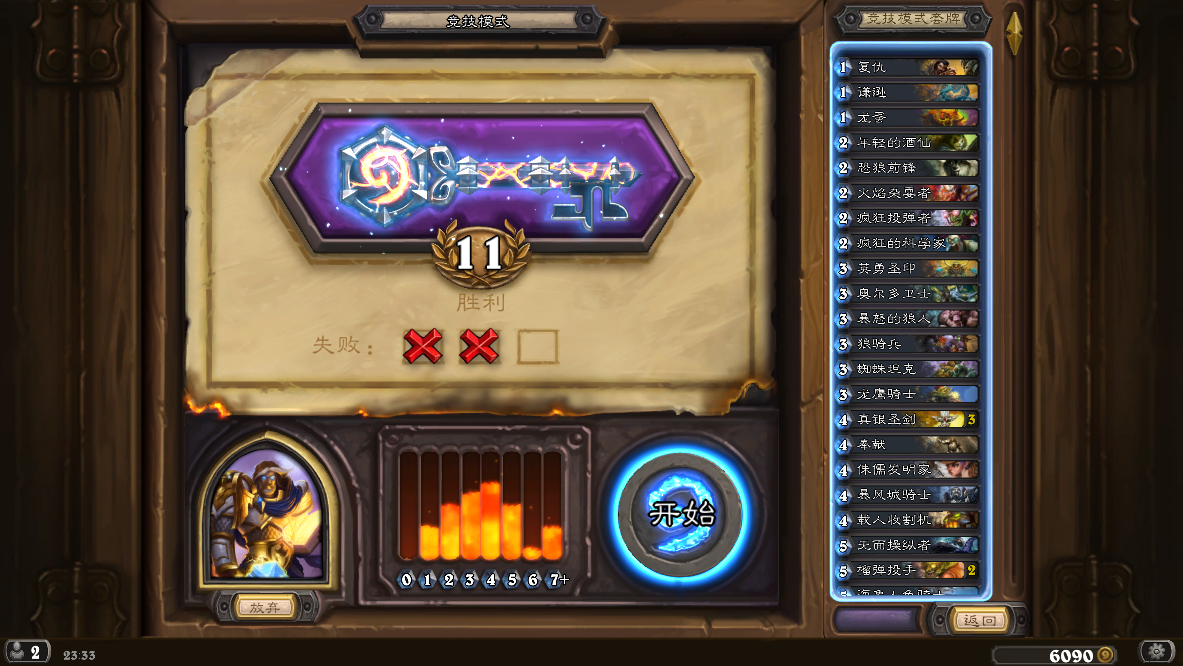 竞技模式
竞技模式套牌
11
胜利
失败：
1 复仇
1 谦逊
1 龙零
2 年轻的酒仙
2 恐狼前锋
2 火焰杂耍者
2 疯狂投弹者
2 疯狂的科学家
3 英勇圣印
3 奥尔多卫士
3 暴怒的狼人
3 狼骑兵
3 蜘蛛坦克
3 龙鹰骑士
4 真银圣剑 3
4 奉献
4 侏儒发明家
4 暴风城骑士
4 载人收割机
5 无面操纵者
5 榴弹投手 2
开始
0 1 2 3 4 5 6 7+
放弃
返回
2
23:33
6090